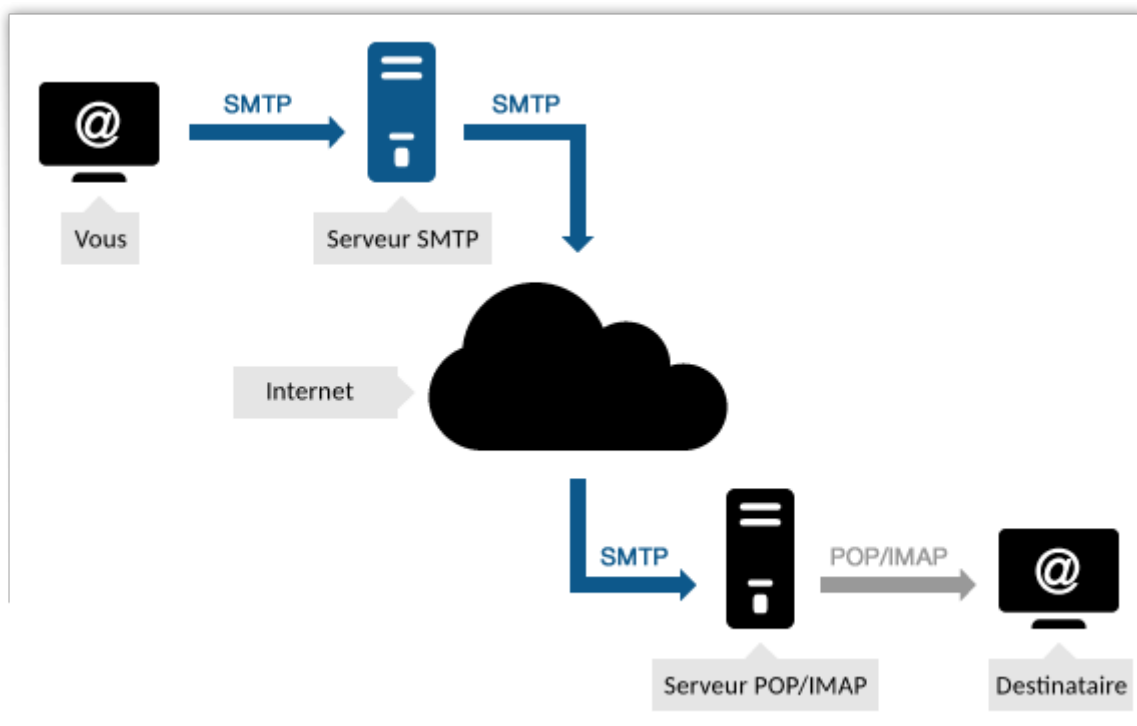 @
SMTP
SMTP
Vous
Serveur SMTP
Internet
SMTP
POP/IMAP
@
Serveur POP/IMAP
Destinataire